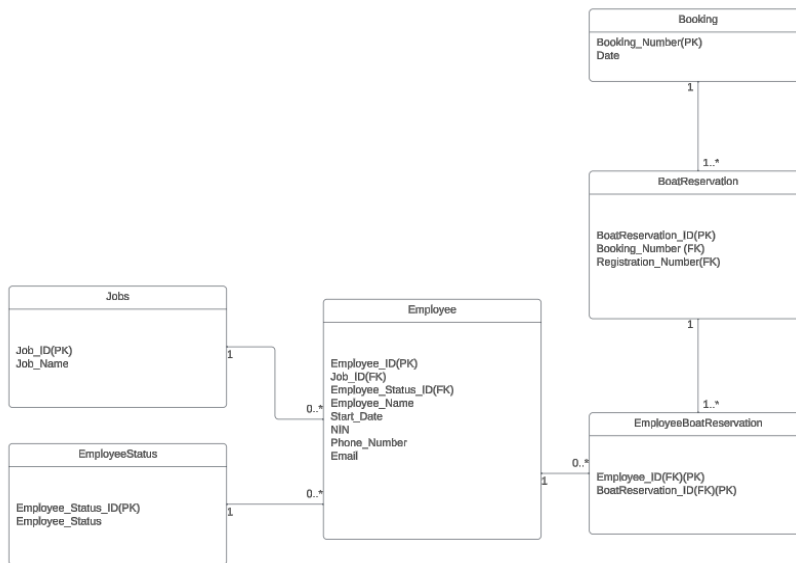 Booking
Booking_Number(PK)
Date
1
1..*
BoatReservation
BoatReservation_ID(PK)
Booking_Number (FK)
Registration_Number(FK)
1
1..*
Jobs
Job_ID(PK)
Job_Name
1
0..*
Employee
Employee_ID(PK)
Job_ID(FK)
Employee_Status_ID(FK)
Employee_Name
Start_Date
NIN
Phone_Number
Email
EmployeeStatus
Employee_Status_ID(PK)
Employee_Status
1
0..*
1
0..*
EmployeeBoatReservation
Employee_ID(FK)(PK)
BoatReservation_ID(FK)(PK)